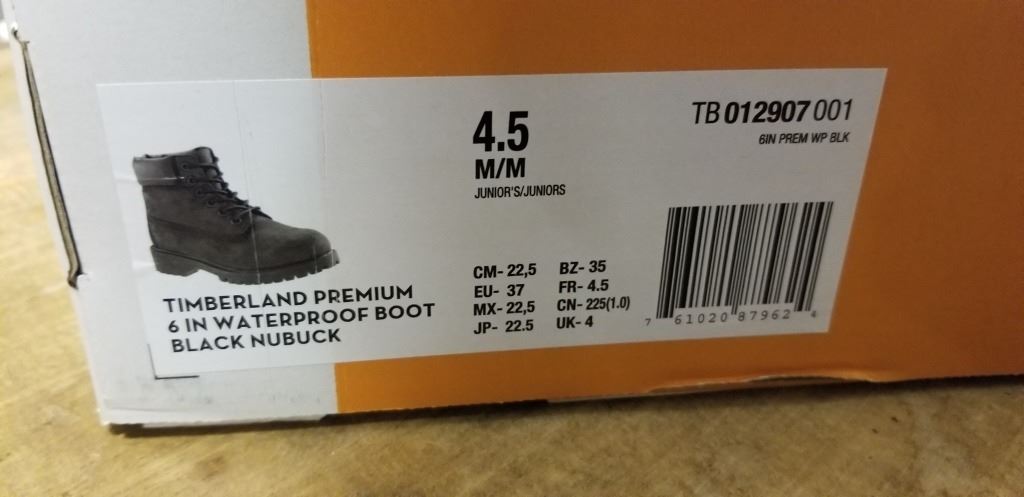 4.5
M/M
JUNIOR'S/JUNIORS
TB 012907 001
6IN PREM WP BLK
TIMBERLAND PREMIUM
6 IN WATERPROOF BOOT
BLACK NUBUCK
CM- 22,5 BZ- 35
EU- 37 FR- 4.5
MX- 22,5 CN- 225(1.0)
JP- 22.5 UK- 4
7 61020 87962 4